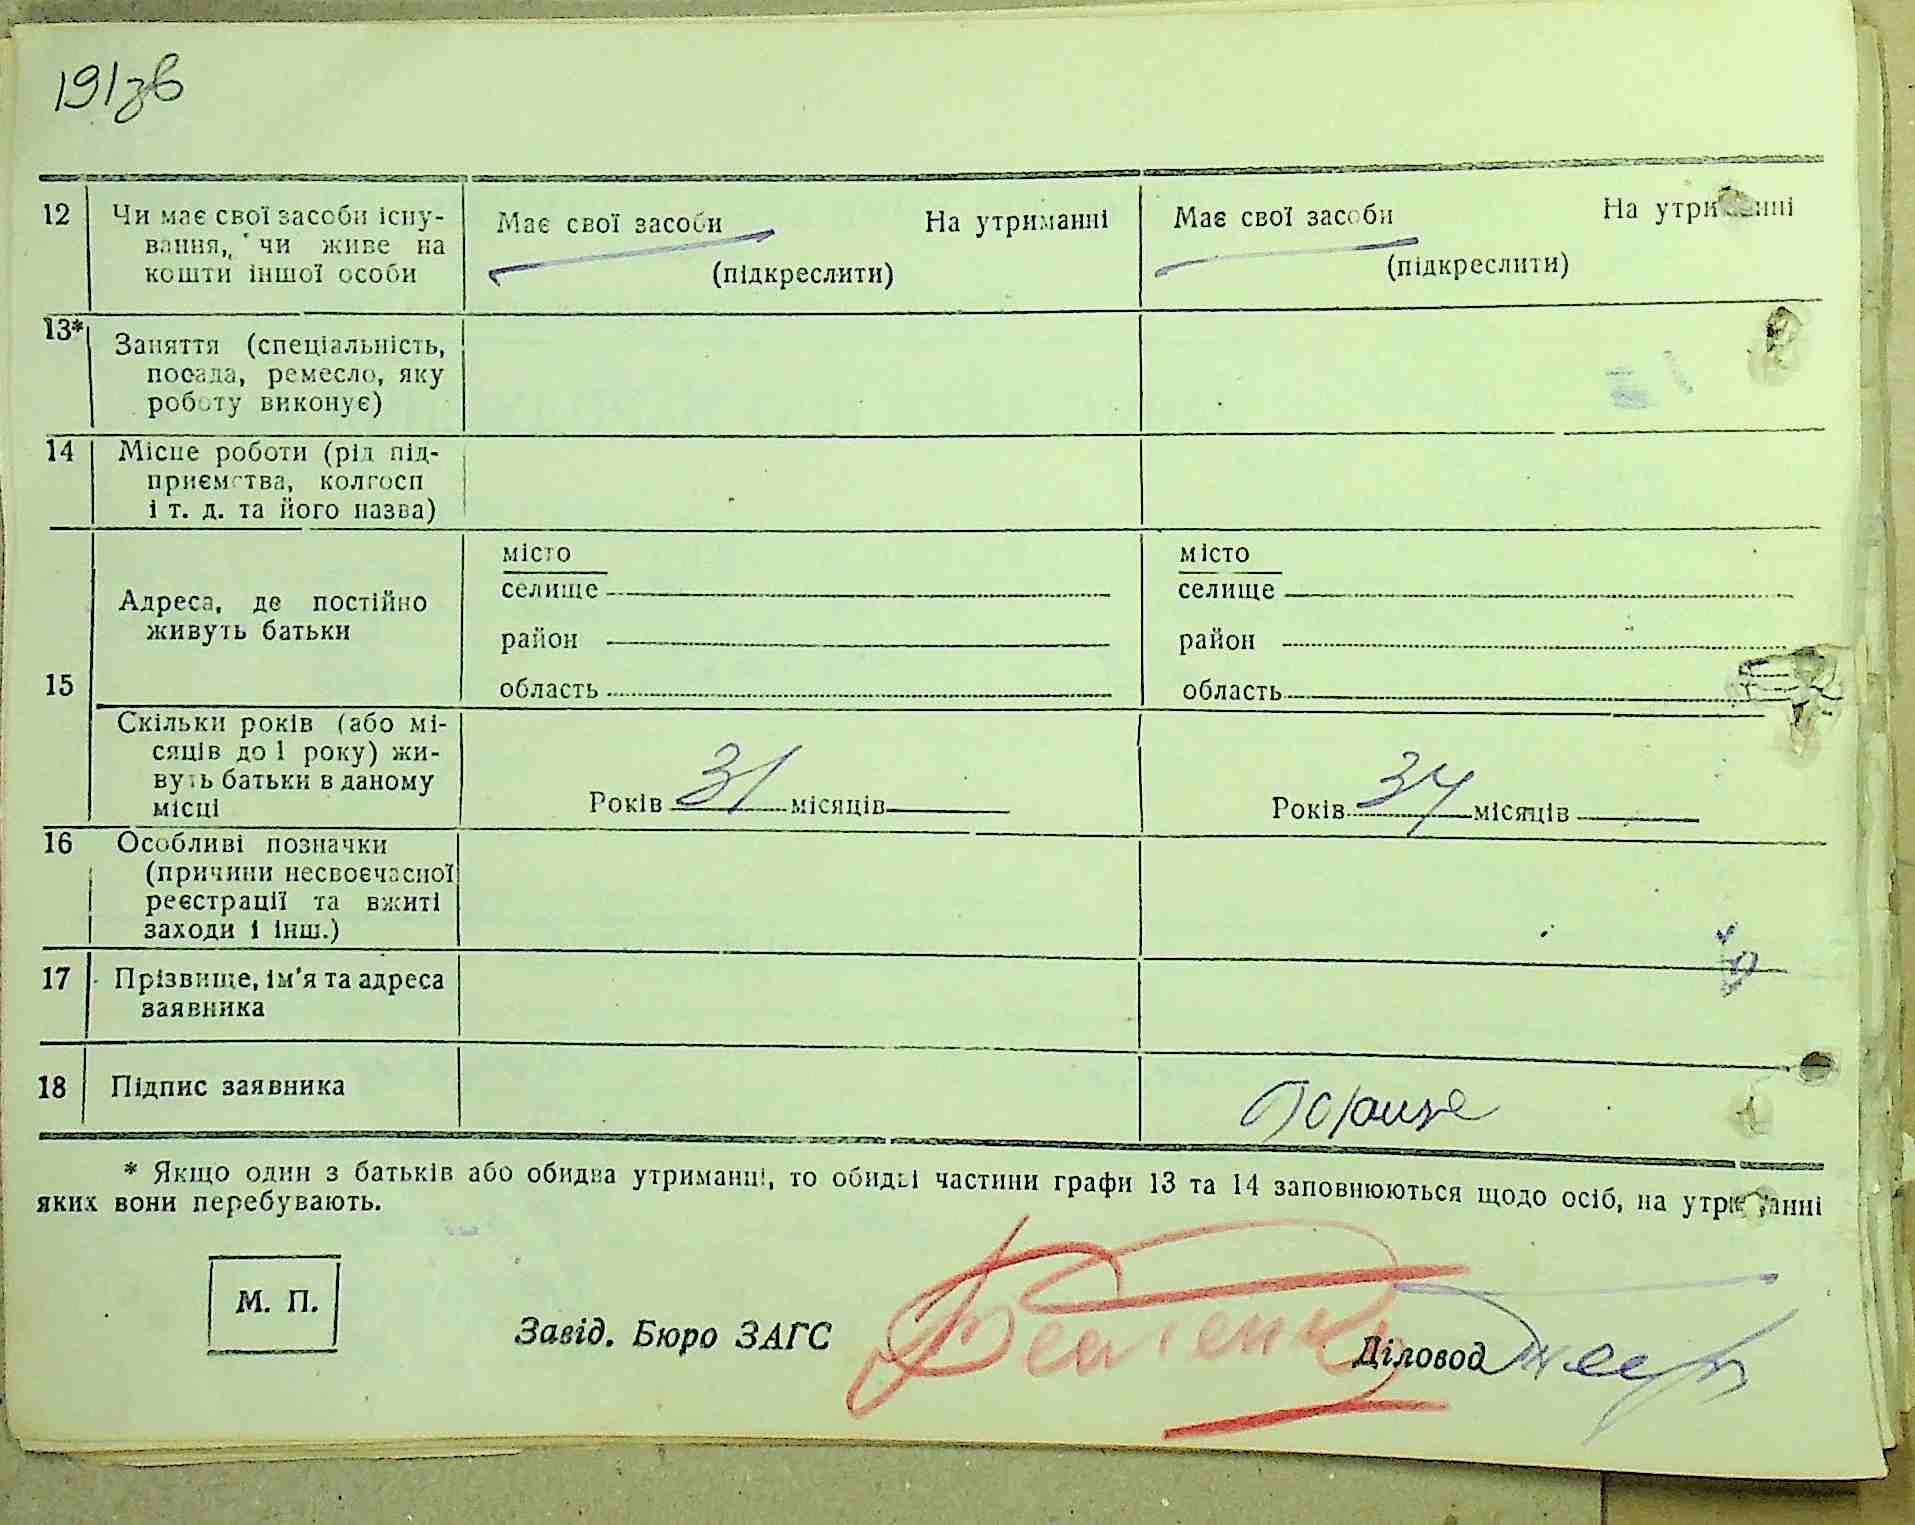 191зв
12 Чи має свої засоби існу-
вання, чи живе на
кошти іншої особи
Має свої засоби На утриманні
(підкреслити)
Має свої засоби На утриманні
(підкреслити)
13* Заняття (спеціальність,
посада, ремесло, яку
роботу виконує)
14 Місце роботи (рід під-
приємства, колгосп
і т. д. та його назва)
15 Адреса, де постійно
живуть батьки
місто
селище
район
область
місто
селище
район
область
Скільки років (або мі-
сяців до 1 року) жи-
вуть батьки в даному
місці
Років 31 місяців
Років 34 місяців
16 Особливі позначки
(причини несвоєчасної
реєстрації та вжиті
заходи і інш.)
17 Прізвище, ім'я та адреса
заявника
18 Підпис заявника
* Якщо один з батьків або обидва утриманці, то обидві частини графи 13 та 14 заповнюються щодо осіб, на утриманні
яких вони перебувають.
М. П.
Завід. Бюро ЗАГС
Діловод